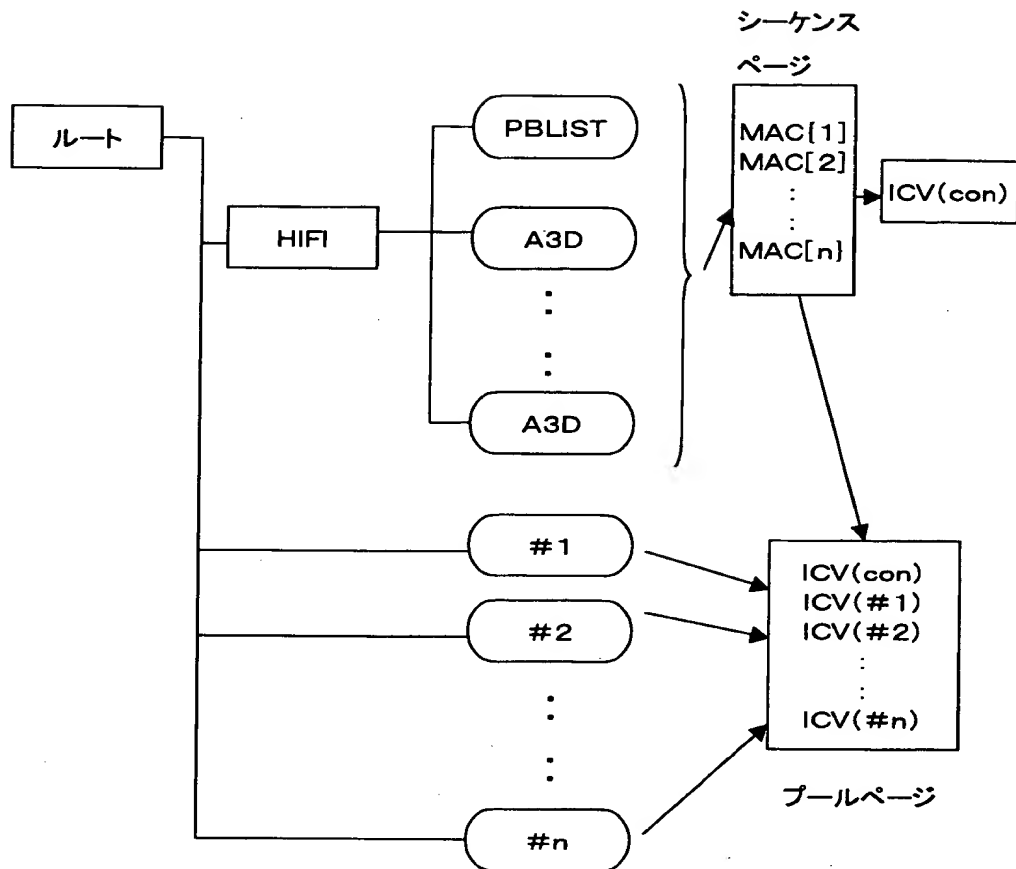 シーケンス
ページ
ルート
PBLIST
HIFI
A3D
A3D
MAC[1]
MAC[2]
MAC[n}
ICV(con)
#1
#2
#n
ICV(con)
ICV(#1)
ICV(#2)
ICV(#n)
プールページ